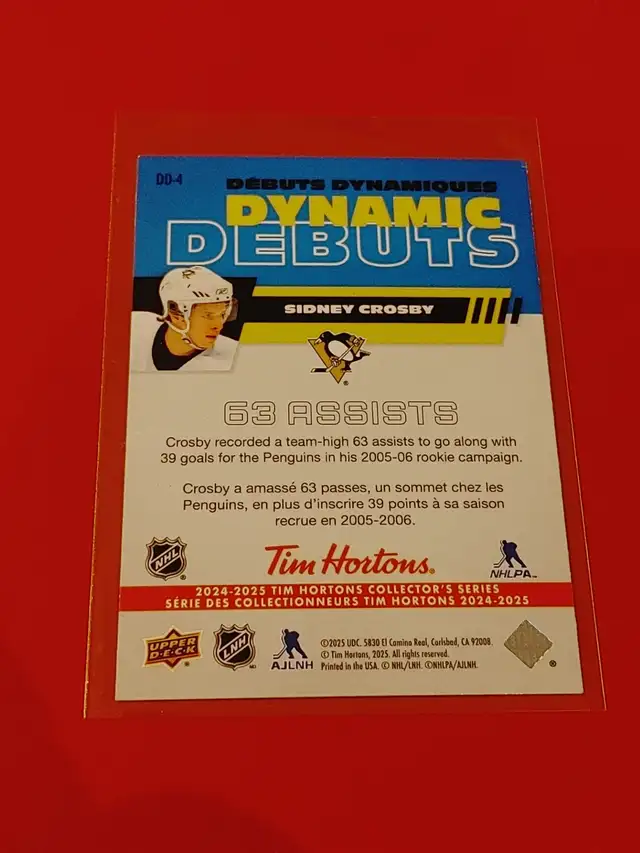 DD-4
DÉBUTS DYNAMIQUES
DYNAMIC
DEBUTS
SIDNEY CROSBY
63 ASSISTS
Crosby recorded a team-high 63 assists to go along with
39 goals for the Penguins in his 2005-06 rookie campaign.
Crosby a amassé 63 passes, un sommet chez les
Penguins, en plus d'inscrire 39 points à sa saison
recrue en 2005-2006.
NHL
Tim Hortons.
NHLPA
2024-2025 TIM HORTONS COLLECTOR'S SERIES
SÉRIE DES COLLECTIONNEURS TIM HORTONS 2024-2025
UPPER
D·E·C·K
LNH
AJLNH
©2025 UDC. 5830 El Camino Real, Carlsbad, CA 92008.
© Tim Hortons, 2025. All rights reserved.
Printed in the USA. © NHL/LNH. ©NHLPA/AJLNH.